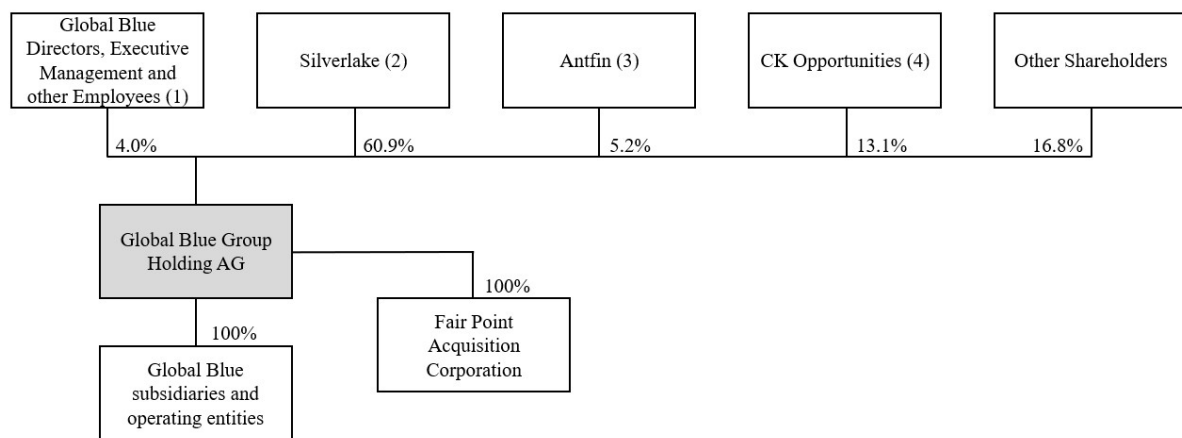 Global Blue
Directors, Executive
Management and
other Employees (1)
Silverlake (2)
Antfin (3)
CK Opportunities (4)
Other Shareholders
4.0%
60.9%
5.2%
13.1%
16.8%
Global Blue Group
Holding AG
100%
Fair Point
Acquisition
Corporation
100%
Global Blue
subsidiaries and
operating entities